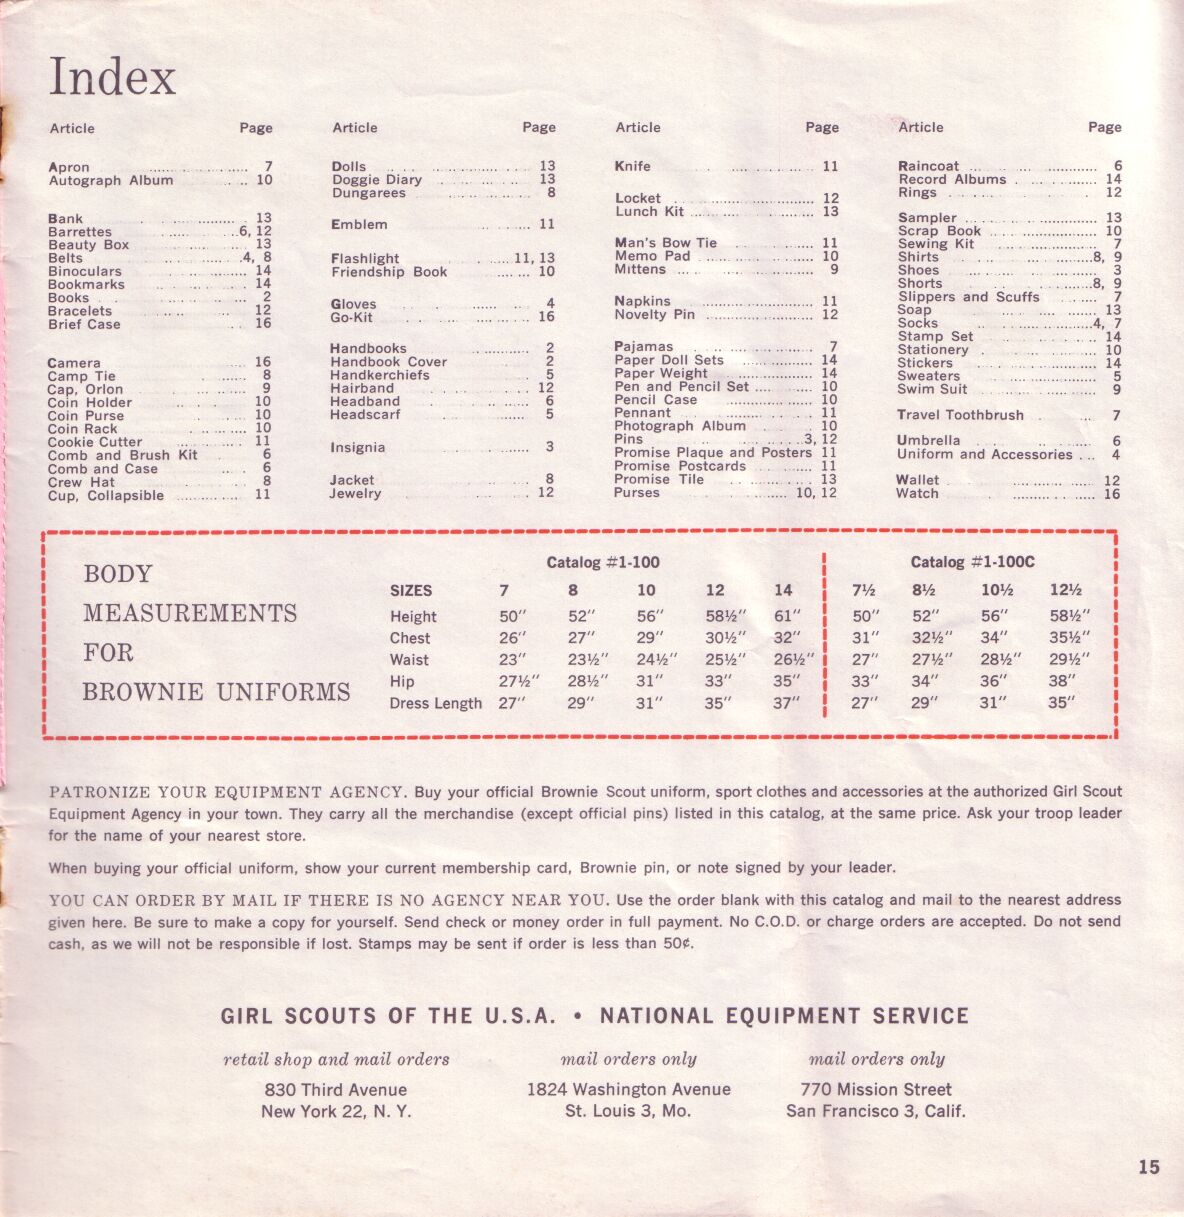 Index
Article Page
Apron 7
Autograph Album 10
Bank 13
Barrettes 6, 12
Beauty Box 13
Belts 4, 8
Binoculars 14
Bookmarks 14
Books 2
Bracelets 12
Brief Case 16
Camera 16
Camp Tie 8
Cap, Orlon 9
Coin Holder 10
Coin Purse 10
Coin Rack 10
Cookie Cutter 11
Comb and Brush Kit 6
Comb and Case 6
Crew Hat 8
Cup, Collapsible 11
Article Page
Dolls 13
Doggie Diary 13
Dungarees 8
Emblem 11
Flashlight 11, 13
Friendship Book 10
Gloves 4
Go-Kit 16
Handbooks 2
Handbook Cover 2
Handkerchiefs 5
Hairband 12
Headband 6
Headscarf 5
Insignia 3
Jacket 8
Jewelry 12
Article Page
Knife 11
Locket 12
Lunch Kit 13
Man's Bow Tie 11
Memo Pad 10
Mittens 9
Napkins 11
Novelty Pin 12
Pajamas 7
Paper Doll Sets 14
Paper Weight 14
Pen and Pencil Set 10
Pencil Case 10
Pennant 11
Photograph Album 10
Pins 3, 12
Promise Plaque and Posters 11
Promise Postcards 11
Promise Tile 13
Purses 10, 12
Article Page
Raincoat 6
Record Albums 14
Rings 12
Sampler 13
Scrap Book 10
Sewing Kit 7
Shirts 8, 9
Shoes 3
Shorts 8, 9
Slippers and Scuffs 7
Soap 13
Socks 4, 7
Stamp Set 14
Stationery 10
Stickers 14
Sweaters 5
Swim Suit 9
Travel Toothbrush 7
Umbrella 6
Uniform and Accessories 4
Wallet 12
Watch 16
BODY
MEASUREMENTS
FOR
BROWNIE UNIFORMS
Catalog #1-100 Catalog #1-100C
SIZES 7 8 10 12 14 7½ 8½ 10½ 12½
Height 50" 52" 56" 58½" 61" 50" 52" 56" 58½"
Chest 26" 27" 29" 30½" 32" 31" 32½" 34" 35½"
Waist 23" 23½" 24½" 25½" 26½" 27" 27½" 28½" 29½"
Hip 27½" 28½" 31" 33" 35" 33" 34" 36" 38"
Dress Length 27" 29" 31" 35" 37" 27" 29" 31" 35"
PATRONIZE YOUR EQUIPMENT AGENCY. Buy your official Brownie Scout uniform, sport clothes and accessories at the authorized Girl Scout
Equipment Agency in your town. They carry all the merchandise (except official pins) listed in this catalog, at the same price. Ask your troop leader
for the name of your nearest store.
When buying your official uniform, show your current membership card, Brownie pin, or note signed by your leader.
YOU CAN ORDER BY MAIL IF THERE IS NO AGENCY NEAR YOU. Use the order blank with this catalog and mail to the nearest address
given here. Be sure to make a copy for yourself. Send check or money order in full payment. No C.O.D. or charge orders are accepted. Do not send
cash, as we will not be responsible if lost. Stamps may be sent if order is less than 50¢.
GIRL SCOUTS OF THE U.S.A. • NATIONAL EQUIPMENT SERVICE
retail shop and mail orders
830 Third Avenue
New York 22, N. Y.
mail orders only
1824 Washington Avenue
St. Louis 3, Mo.
mail orders only
770 Mission Street
San Francisco 3, Calif.
15